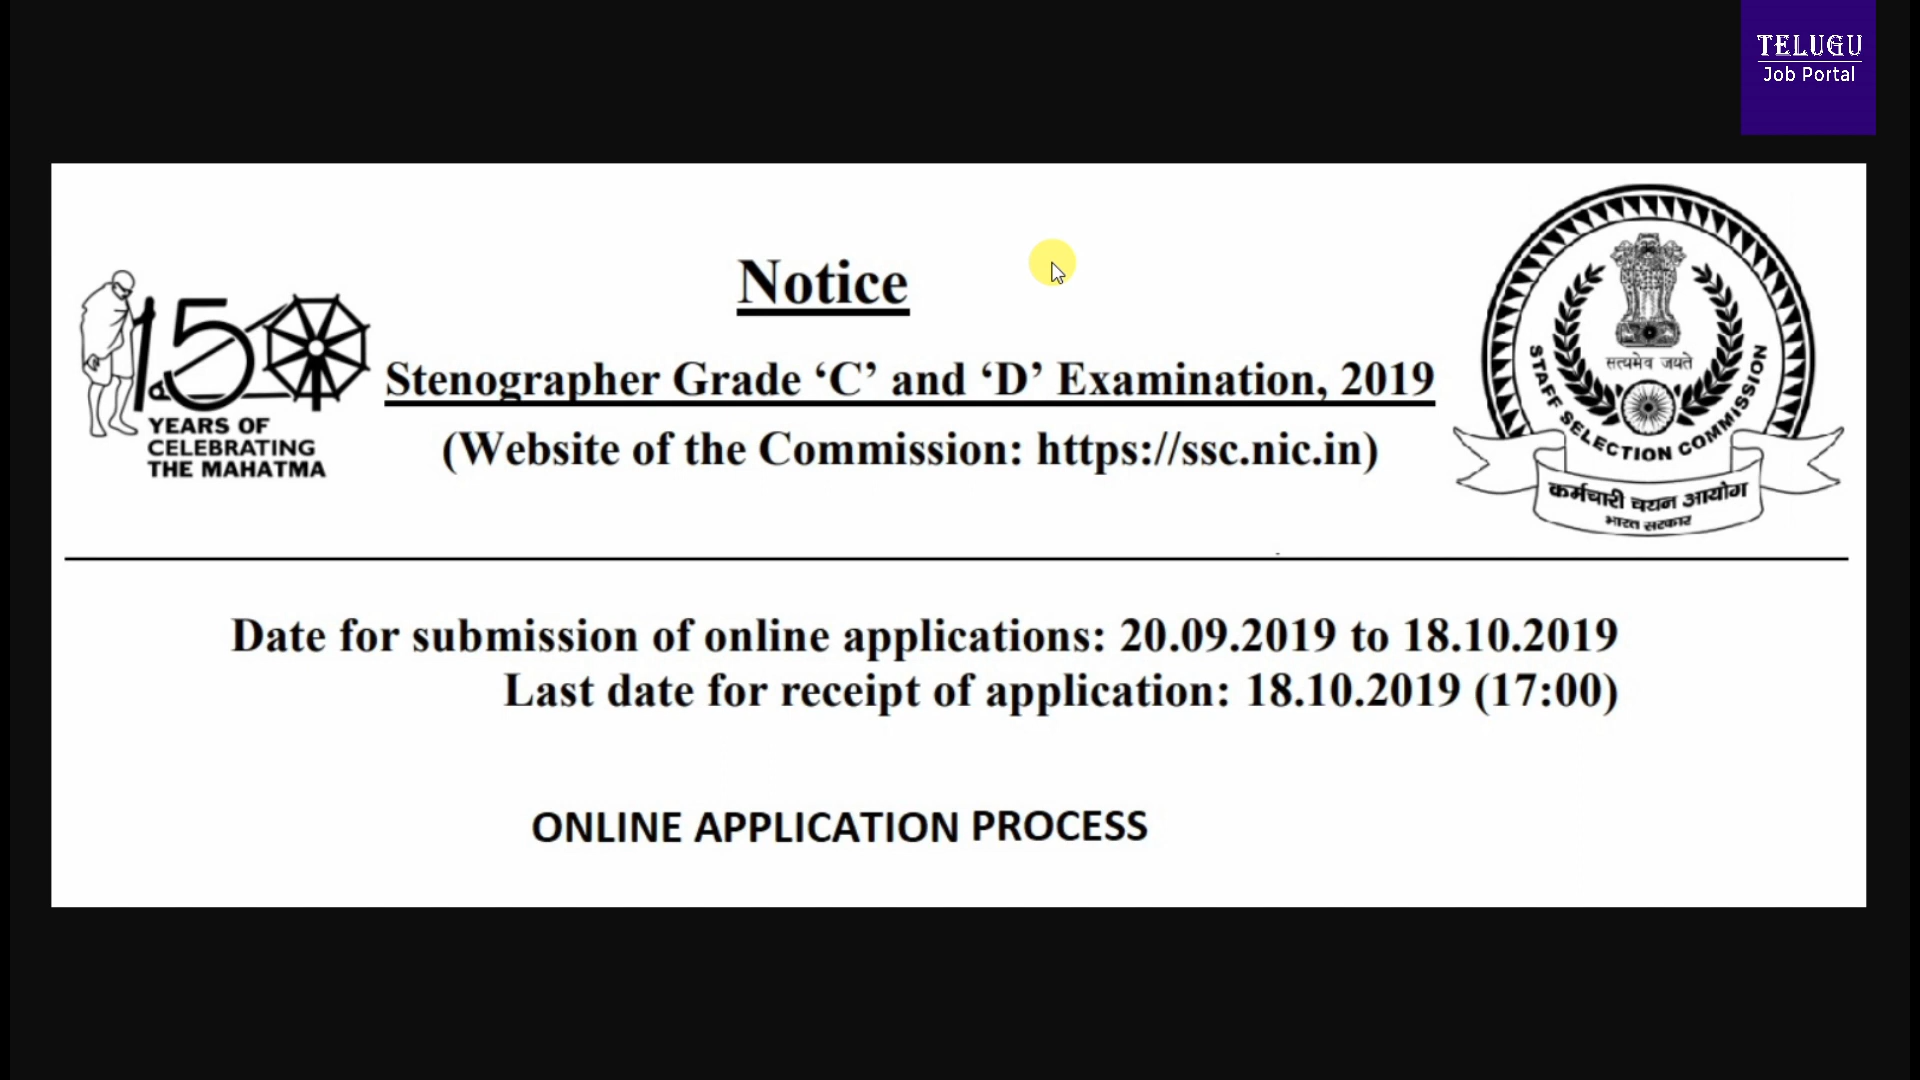 TELUGU
Job Portal
Notice
150
YEARS OF
CELEBRATING
THE MAHATMA
Stenographer Grade ‘C’ and ‘D’ Examination, 2019
(Website of the Commission: https://ssc.nic.in)
सत्यमेव जयते
STAFF SELECTION COMMISSION
कर्मचारी चयन आयोग
भारत सरकार
Date for submission of online applications: 20.09.2019 to 18.10.2019
Last date for receipt of application: 18.10.2019 (17:00)
ONLINE APPLICATION PROCESS